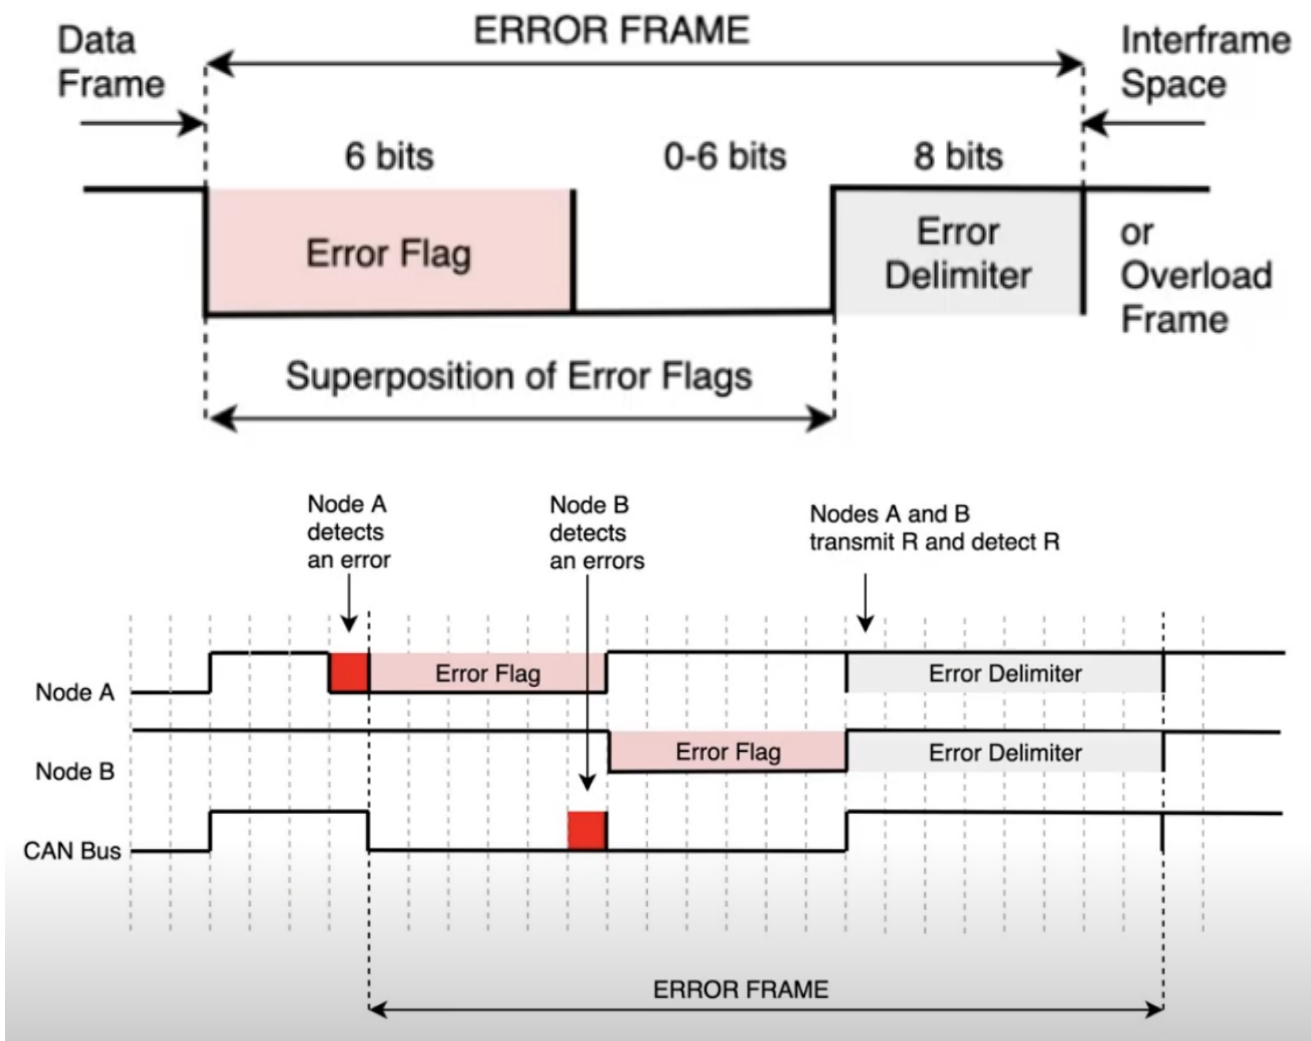 ERROR FRAME
Data
Frame
Interframe
Space
6 bits
0-6 bits
8 bits
Error Flag
Error
Delimiter
or
Overload
Frame
Superposition of Error Flags
Node A
detects
an error
Node B
detects
an errors
Nodes A and B
transmit R and detect R
Node A
Error Flag
Error Delimiter
Node B
Error Flag
Error Delimiter
CAN Bus
ERROR FRAME